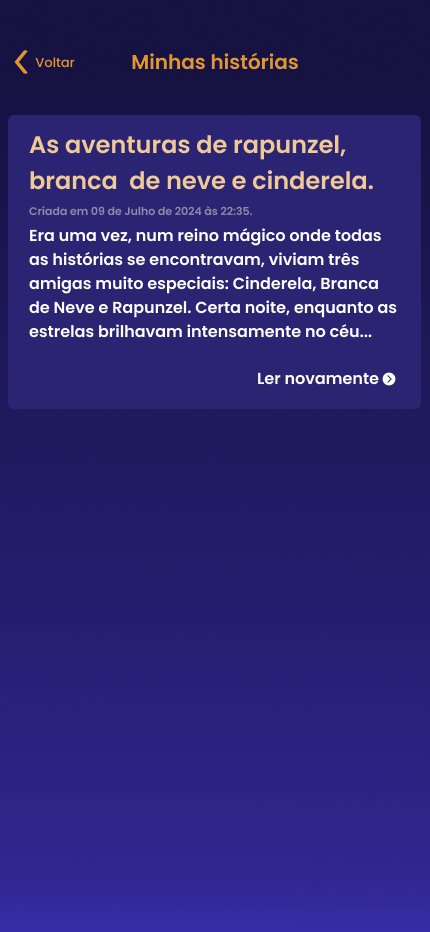 Voltar
Minhas histórias
As aventuras de rapunzel,
branca  de neve e cinderela.
Criada em 09 de Julho de 2024 às 22:35.
Era uma vez, num reino mágico onde todas
as histórias se encontravam, viviam três
amigas muito especiais: Cinderela, Branca
de Neve e Rapunzel. Certa noite, enquanto as
estrelas brilhavam intensamente no céu...
Ler novamente